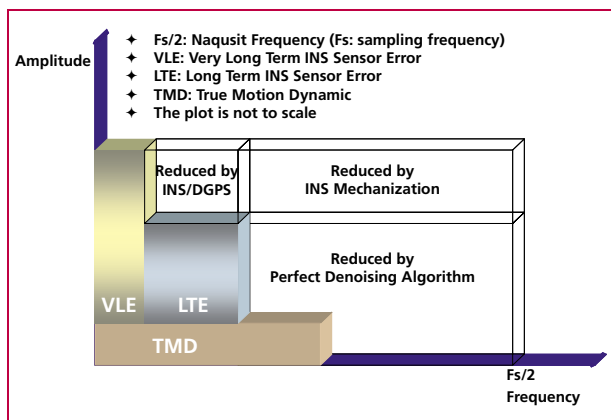 ✦ Fs/2: Naqusit Frequency (Fs: sampling frequency)
Amplitude
✦ VLE: Very Long Term INS Sensor Error
✦ LTE: Long Term INS Sensor Error
✦ TMD: True Motion Dynamic
✦ The plot is not to scale
Reduced by
INS/DGPS
Reduced by
INS Mechanization
Reduced by
Perfect Denoising Algorithm
VLE
LTE
TMD
Fs/2
Frequency